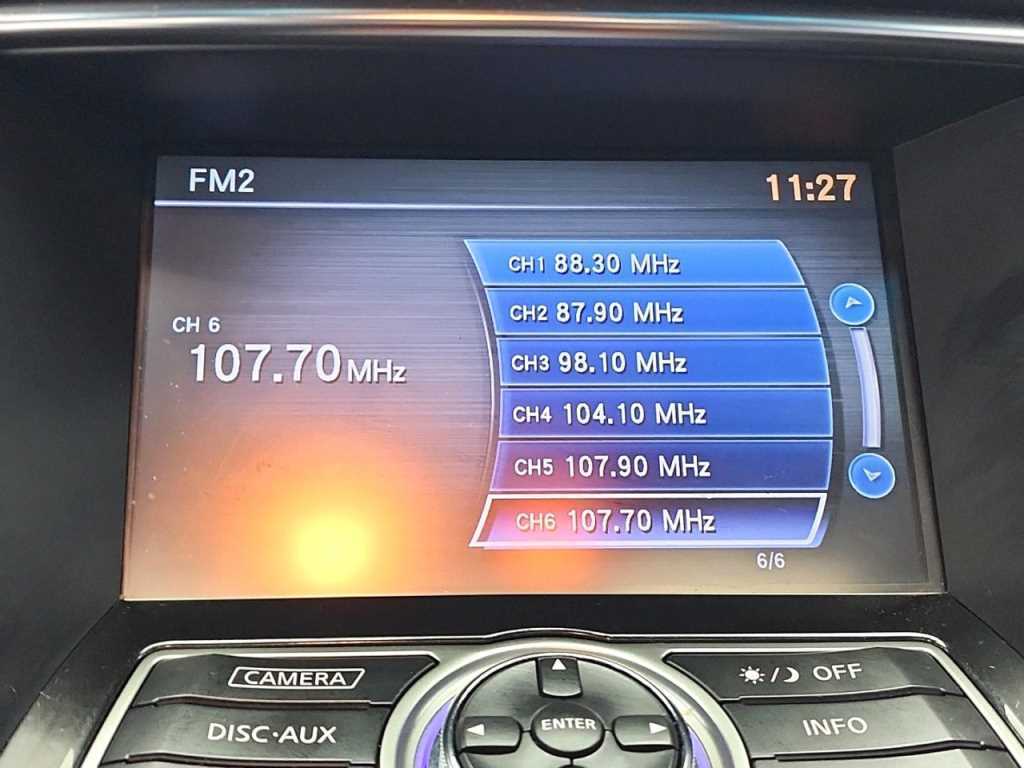 FM2 11:27
CH1 88.30 MHz
CH2 87.90 MHz
CH 6
107.70 MHz
CH3 98.10 MHz
CH4 104.10 MHz
CH5 107.90 MHz
CH6 107.70 MHz
6/6
CAMERA
/ OFF
DISC·AUX
ENTER
INFO